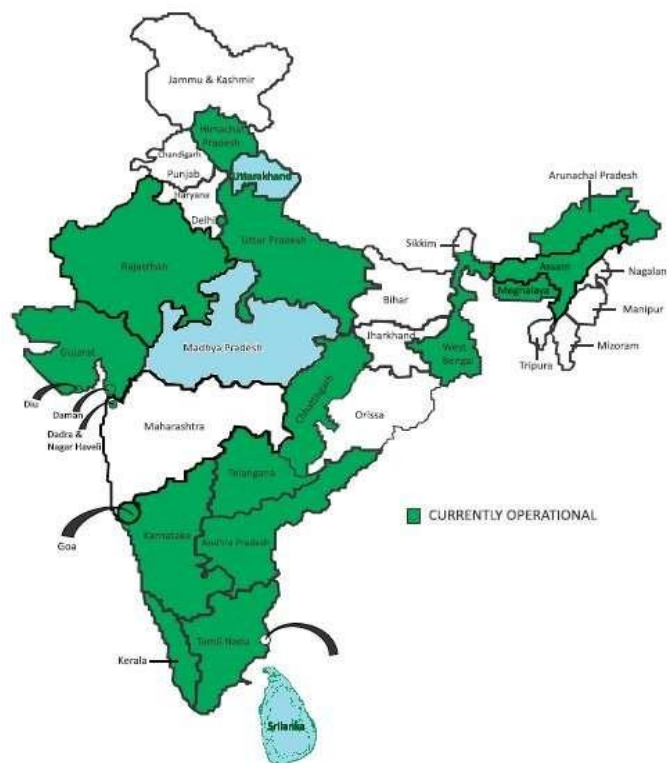 Jammu & Kashmir
Himachal
Pradesh
Chandigarh
Punjab
Uttarakhand
Haryana
Delhi
Arunachal Pradesh
Sikkim
Uttar Pradesh
Rajasthan
Assam
Nagalan
Meghalaya
Bihar
Manipur
Jharkhand
Mizoram
Tripura
Madhya Pradesh
West
Bengal
Gujarat
Diu
Daman
Dadra &
Nagar Haveli
Chhattisgarh
Orissa
Maharashtra
Telangana
CURRENTLY OPERATIONAL
Goa
Karnataka
Andhra Pradesh
Tamil Nadu
Kerala
Srilanka